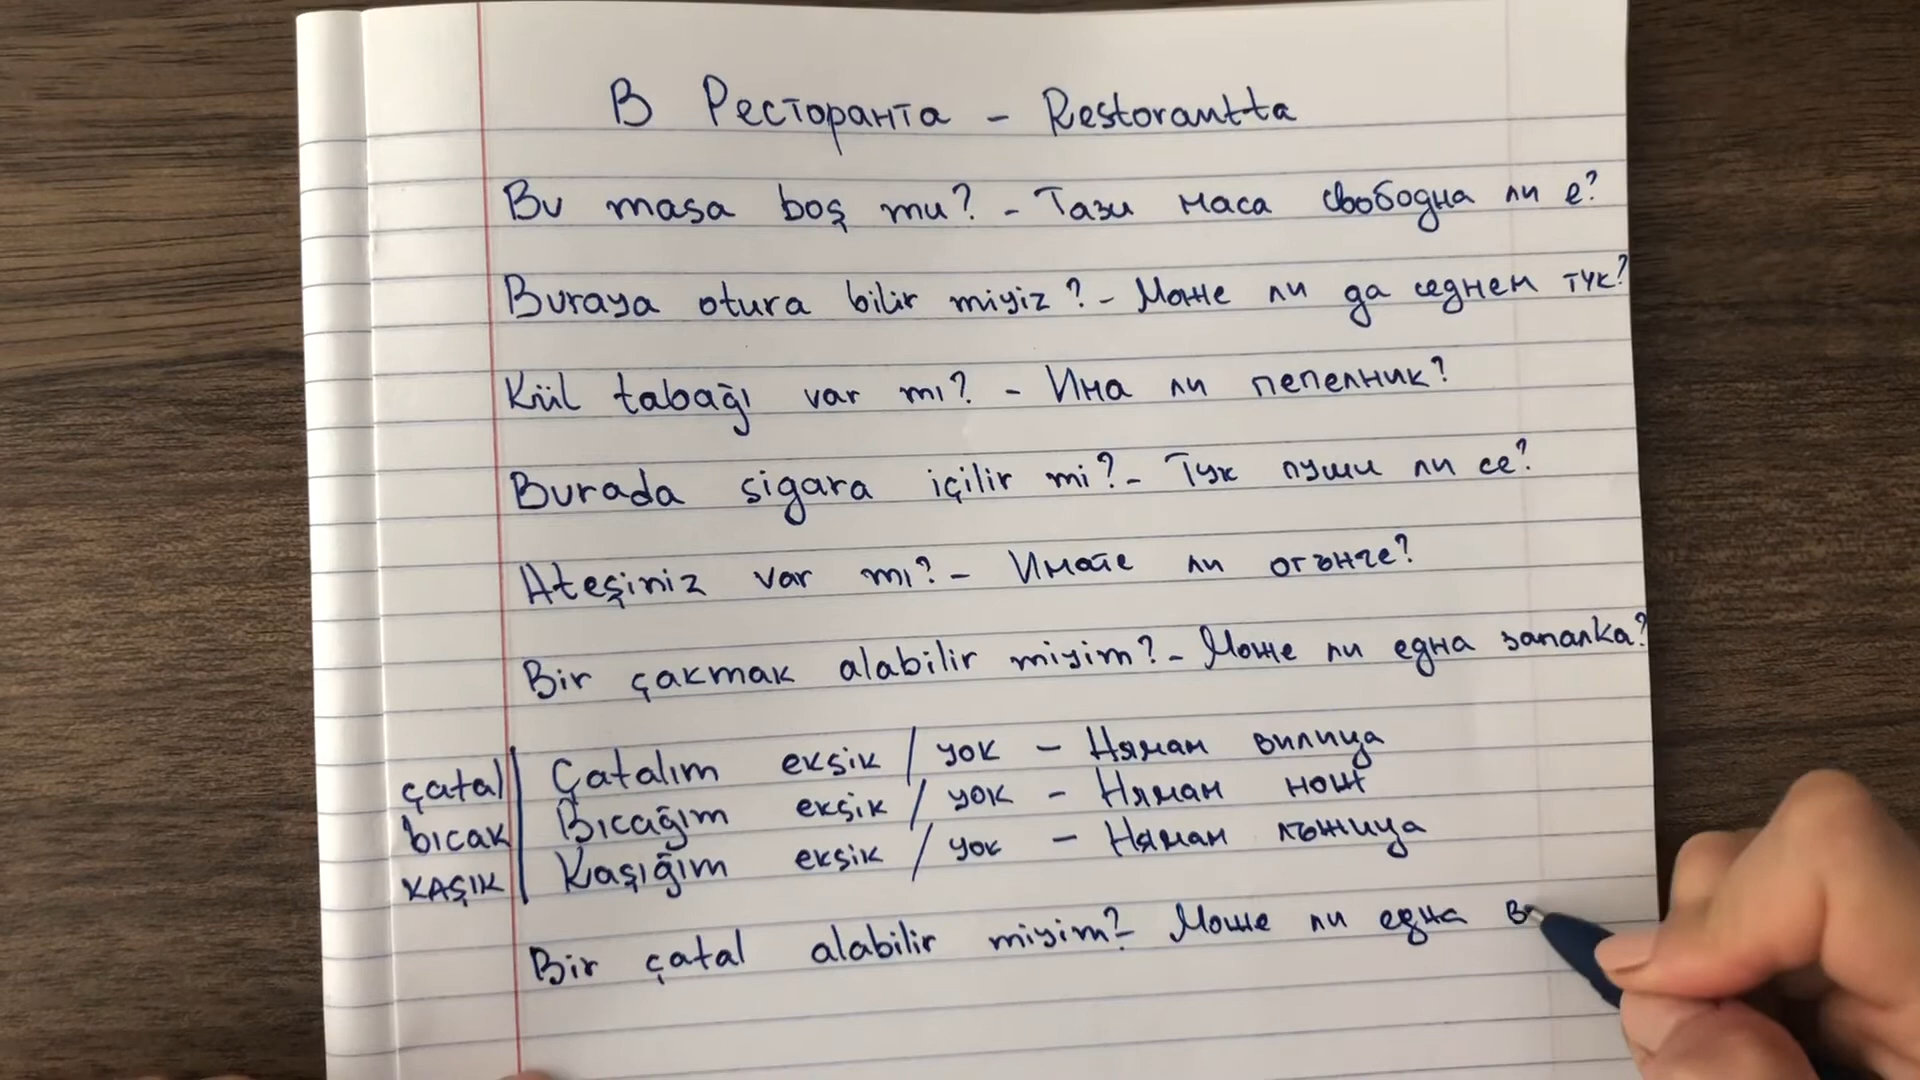 В Ресторанта - Restorantta
Bu masa boş mu? - Тази маса свободна ли е?
Buraya otura bilir miyiz? - Може ли да седнем тук?
Kül tabağı var mı? - Има ли пепелник?
Burada sigara içilir mi? - Тук пуши ли се?
Ateşiniz var mı? - Имате ли огънче?
Bir çakmak alabilir miyim? - Може ли една запалка?
çatal | Çatalım eksik / yok - Нямам вилица
bıcak | Bıcağım eksik / yok - Нямам нож
KAŞIK | Kaşığım eksik / yok - Нямам лъжица
Bir çatal alabilir miyim? - Може ли една